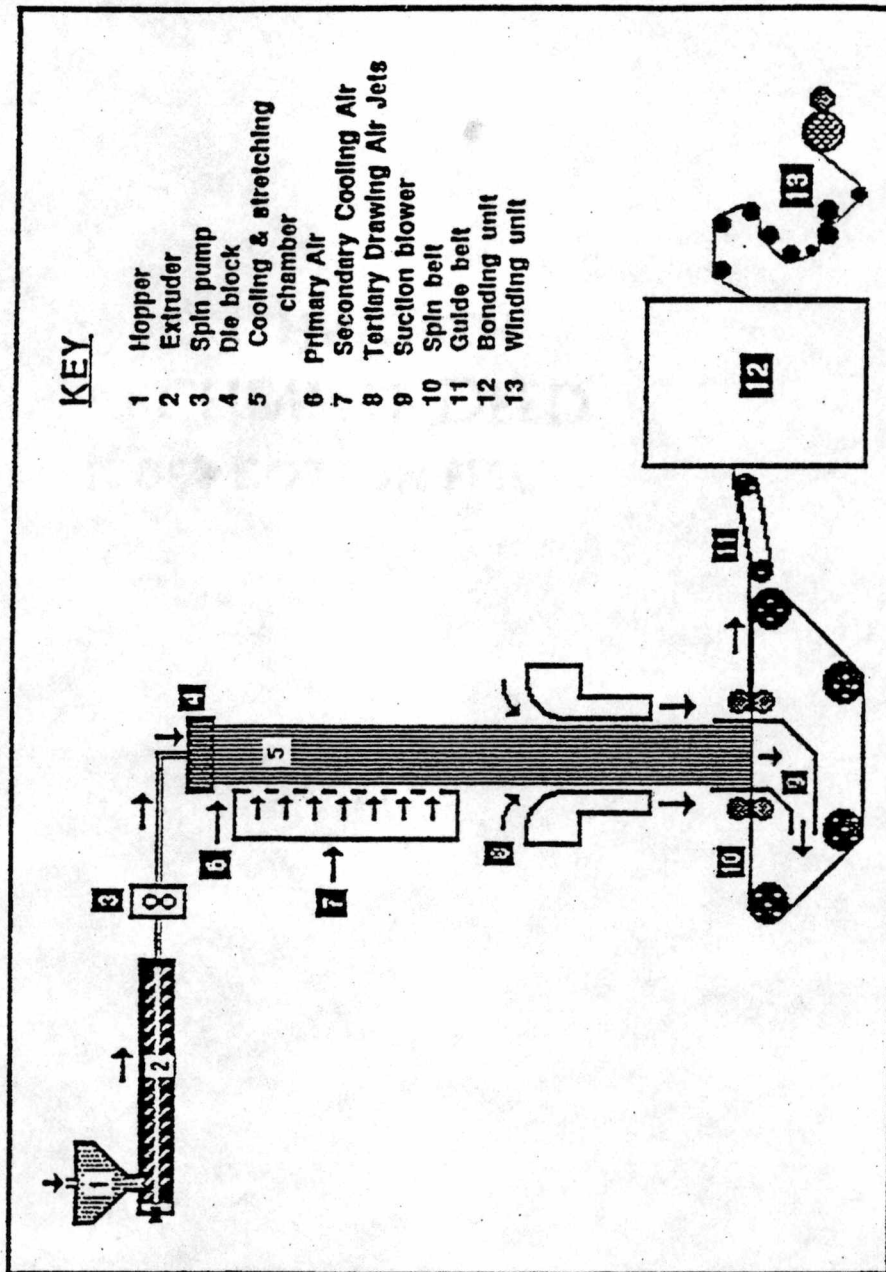 KEY
1 Hopper
2 Extruder
3 Spin pump
4 Die block
5 Cooling & stretching
chamber
6 Primary Air
7 Secondary Cooling Air
8 Tertiary Drawing Air Jets
9 Suction blower
10 Spin belt
11 Guide belt
12 Bonding unit
13 Winding unit
1
2
3
4
5
6
7
8
9
10
11
12
13